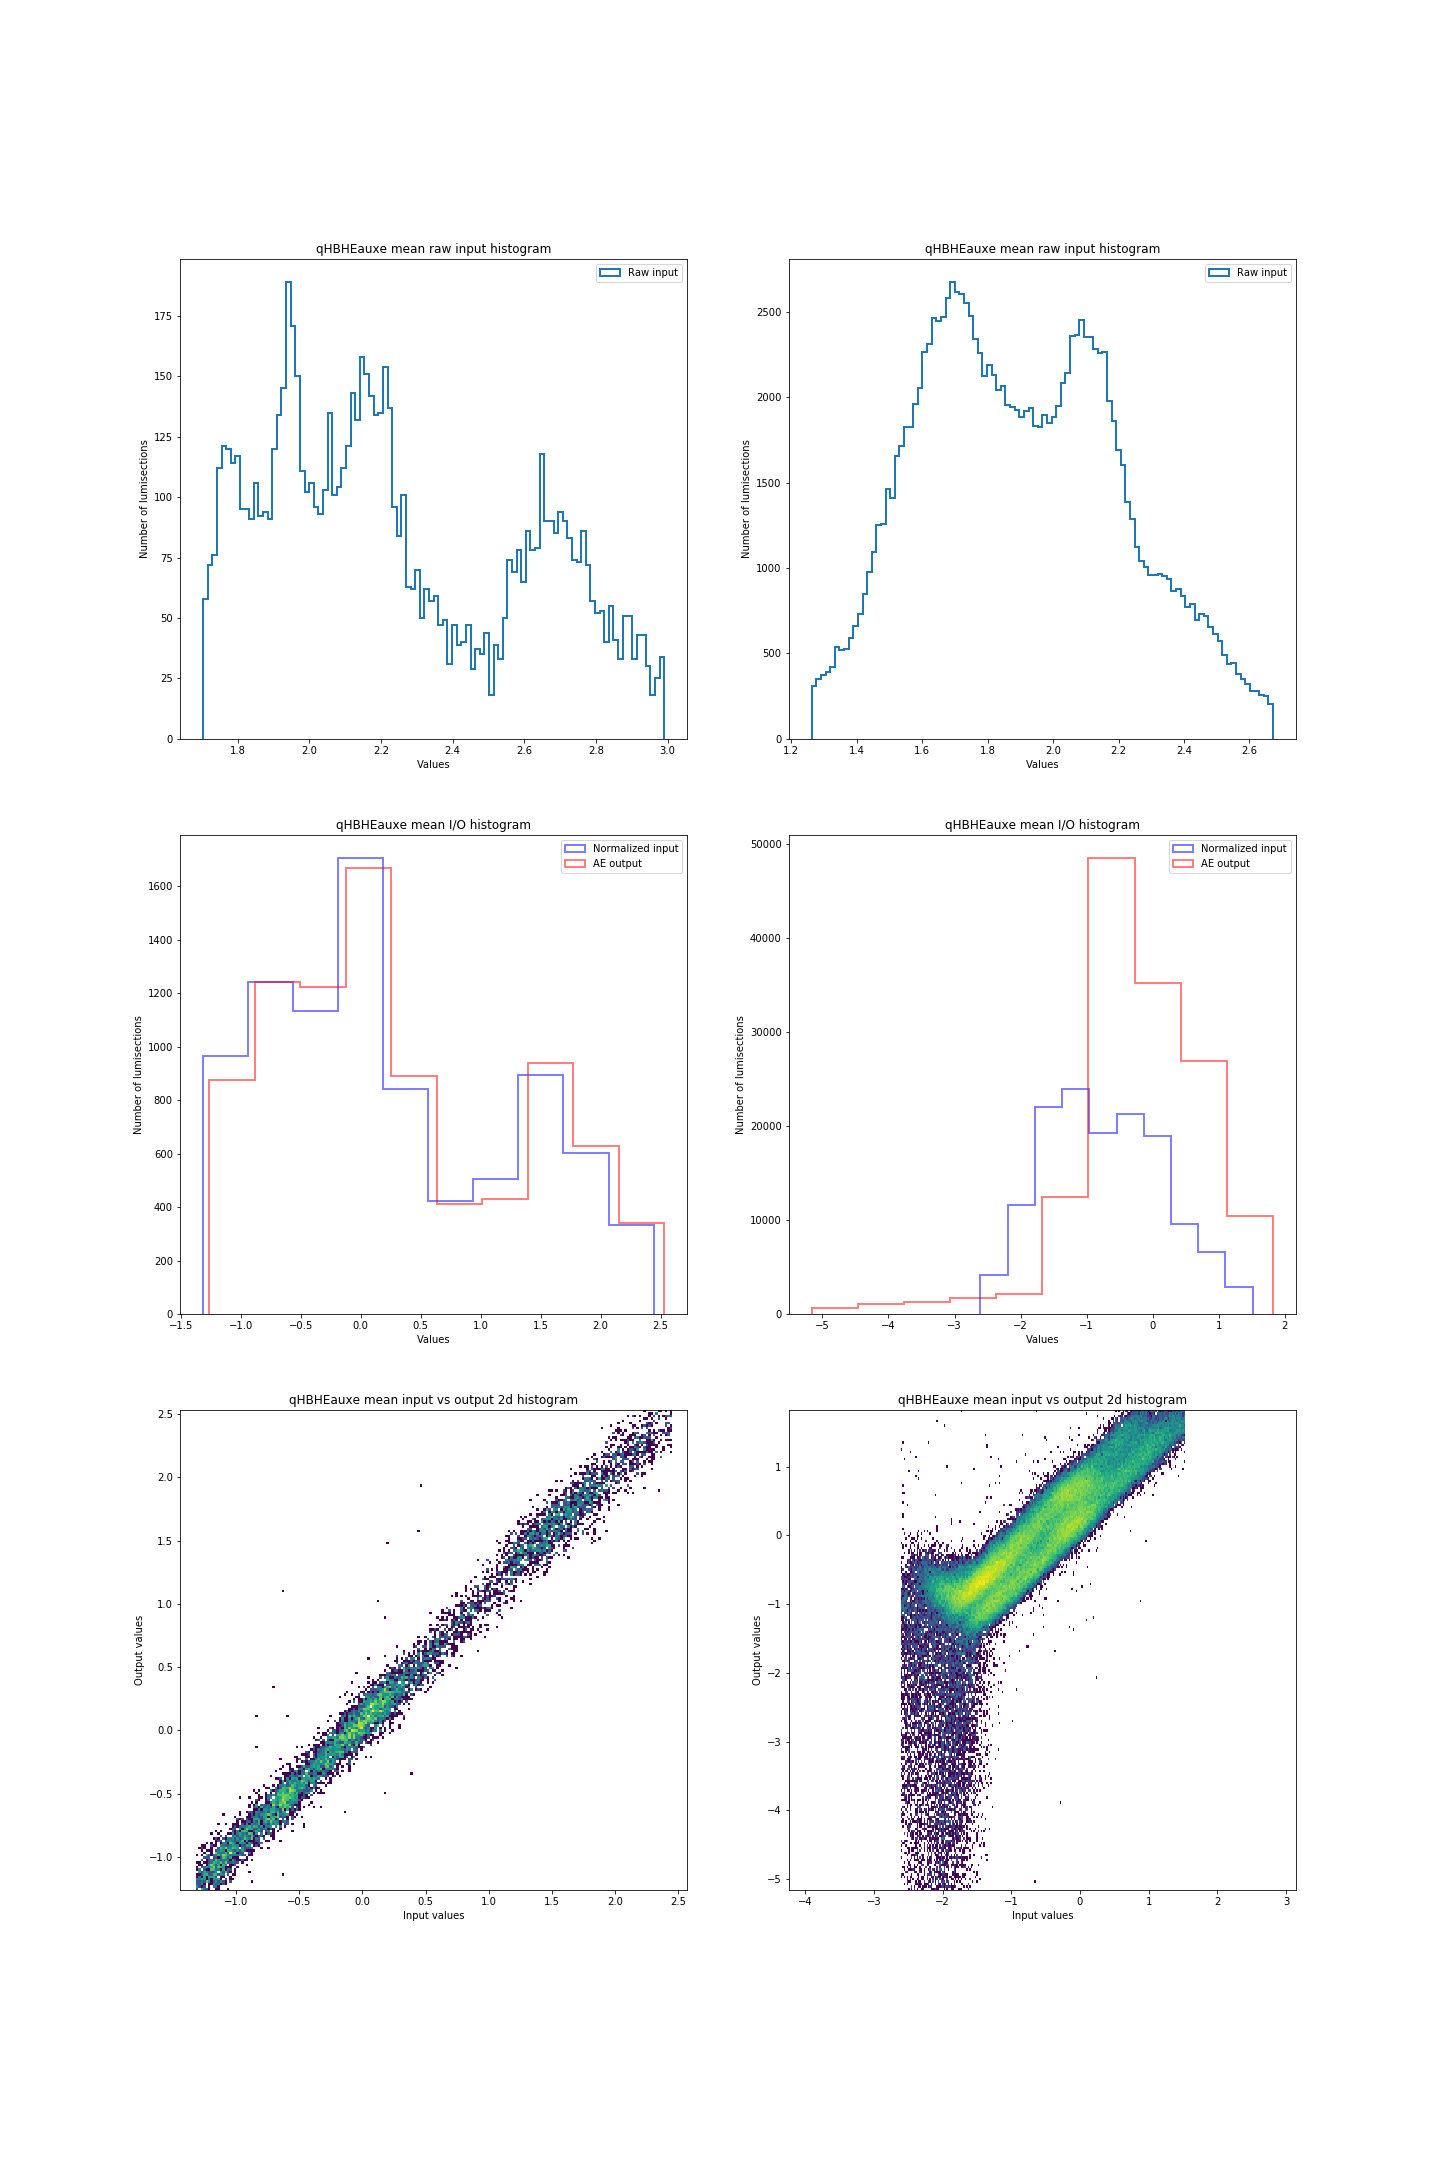 qHBHEauxe mean raw input histogram
Raw input
Number of lumisections
175
150
125
100
75
50
25
0
1.8 2.0 2.2 2.4 2.6 2.8 3.0
Values
qHBHEauxe mean raw input histogram
Raw input
Number of lumisections
2500
2000
1500
1000
500
0
1.2 1.4 1.6 1.8 2.0 2.2 2.4 2.6
Values
qHBHEauxe mean I/O histogram
Normalized input
AE output
Number of lumisections
1600
1400
1200
1000
800
600
400
200
0
−1.5 −1.0 −0.5 0.0 0.5 1.0 1.5 2.0 2.5
Values
qHBHEauxe mean I/O histogram
Normalized input
AE output
Number of lumisections
50000
40000
30000
20000
10000
0
−5 −4 −3 −2 −1 0 1 2
Values
qHBHEauxe mean input vs output 2d histogram
Output values
2.5
2.0
1.5
1.0
0.5
0.0
−0.5
−1.0
−1.0 −0.5 0.0 0.5 1.0 1.5 2.0 2.5
Input values
qHBHEauxe mean input vs output 2d histogram
Output values
1
0
−1
−2
−3
−4
−5
−4 −3 −2 −1 0 1 2 3
Input values